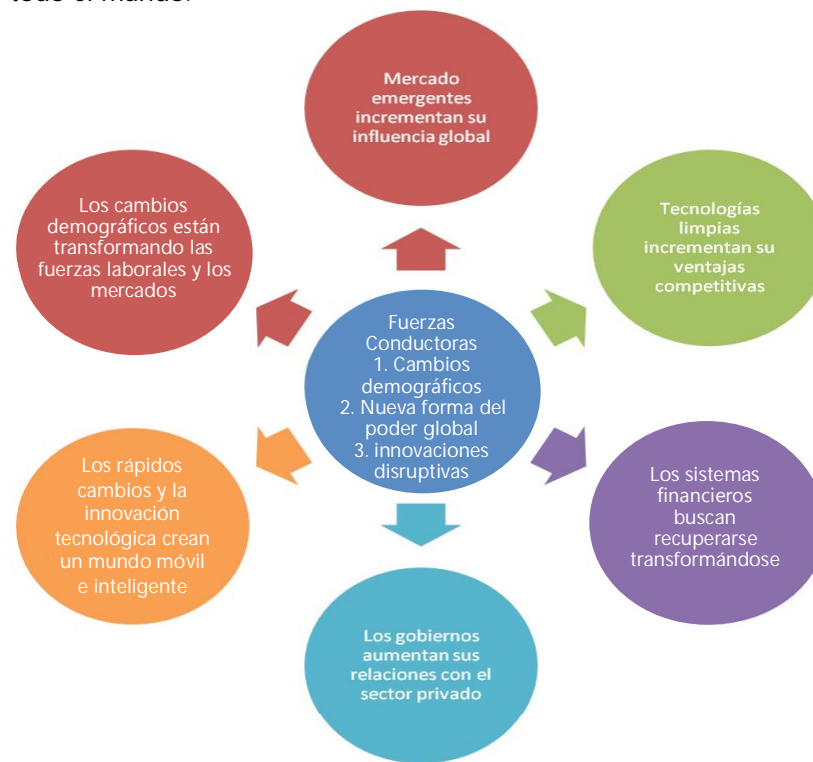 Mercado
emergentes
incrementan su
influencia global
Los cambios
demográficos están
transformando las
fuerzas laborales y los
mercados
Tecnologías
limpias
incrementan su
ventajas
competitivas
Fuerzas
Conductoras
1. Cambios
demográficos
2. Nueva forma del
poder global
3. innovaciones
disruptivas
Los rápidos
cambios y la
innovación
tecnológica crean
un mundo móvil
e inteligente
Los sistemas
financieros
buscan
recuperarse
transformándose
Los gobiernos
aumentan sus
relaciones con el
sector privado